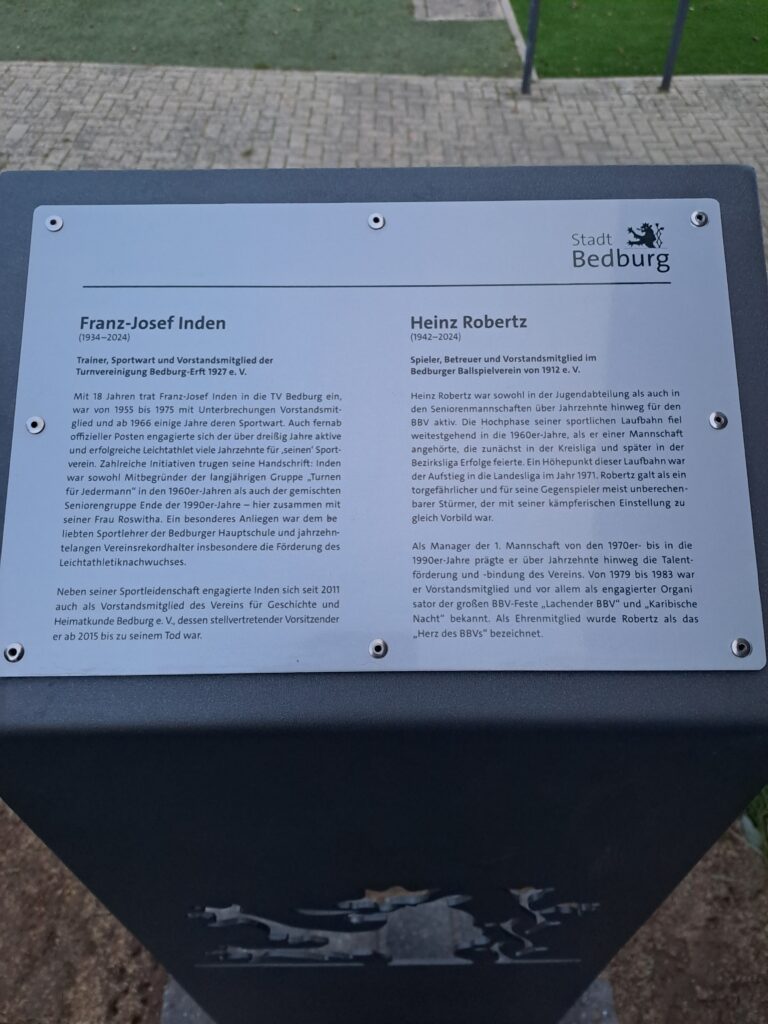 Stadt
Bedburg
Franz-Josef Inden
(1934–2024)
Trainer, Sportwart und Vorstandsmitglied der
Turnvereinigung Bedburg-Erft 1927 e. V.
Mit 18 Jahren trat Franz-Josef Inden in die TV Bedburg ein,
war von 1955 bis 1975 mit Unterbrechungen Vorstandsmit-
glied und ab 1966 einige Jahre deren Sportwart. Auch fernab
offizieller Posten engagierte sich der über dreißig Jahre aktive
und erfolgreiche Leichtathlet viele Jahrzehnte für ‚seinen' Sport-
verein. Zahlreiche Initiativen trugen seine Handschrift: Inden
war sowohl Mitbegründer der langjährigen Gruppe „Turnen
für Jedermann" in den 1960er-Jahren als auch der gemischten
Seniorengruppe Ende der 1990er-Jahre – hier zusammen mit
seiner Frau Roswitha. Ein besonderes Anliegen war dem be
liebten Sportlehrer der Bedburger Hauptschule und jahrzehn-
telangen Vereinsrekordhalter insbesondere die Förderung des
Leichtathletiknachwuchses.
Neben seiner Sportleidenschaft engagierte Inden sich seit 2011
auch als Vorstandsmitglied des Vereins für Geschichte und
Heimatkunde Bedburg e. V., dessen stellvertretender Vorsitzender
er ab 2015 bis zu seinem Tod war.
Heinz Robertz
(1942–2024)
Spieler, Betreuer und Vorstandsmitglied im
Bedburger Ballspielverein von 1912 e. V.
Heinz Robertz war sowohl in der Jugendabteilung als auch in
den Seniorenmannschaften über Jahrzehnte hinweg für den
BBV aktiv. Die Hochphase seiner sportlichen Laufbahn fiel
weitestgehend in die 1960er-Jahre, als er einer Mannschaft
angehörte, die zunächst in der Kreisliga und später in der
Bezirksliga Erfolge feierte. Ein Höhepunkt dieser Laufbahn war
der Aufstieg in die Landesliga im Jahr 1971. Robertz galt als ein
torgefährlicher und für seine Gegenspieler meist unberechen-
barer Stürmer, der mit seiner kämpferischen Einstellung zu
gleich Vorbild war.
Als Manager der 1. Mannschaft von den 1970er- bis in die
1990er-Jahre prägte er über Jahrzehnte hinweg die Talent-
förderung und -bindung des Vereins. Von 1979 bis 1983 war
er Vorstandsmitglied und vor allem als engagierter Organi
sator der großen BBV-Feste „Lachender BBV" und „Karibische
Nacht" bekannt. Als Ehrenmitglied wurde Robertz als das
„Herz des BBVs" bezeichnet.